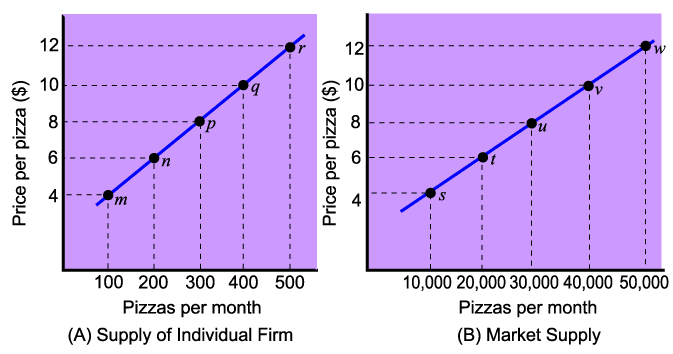 Price per pizza ($)
12
10
8
6
4
r
q
p
n
m
100 200 300 400 500
Pizzas per month
(A) Supply of Individual Firm
Price per pizza ($)
12
10
8
6
4
w
v
u
t
s
10,000 20,000 30,000 40,000 50,000
Pizzas per month
(B) Market Supply